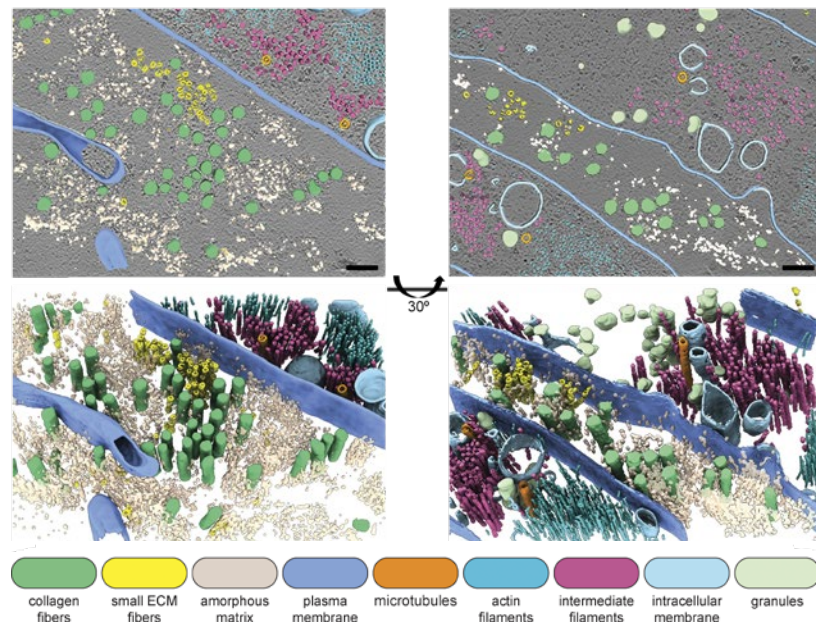 30º
collagen
fibers
small ECM
fibers
amorphous
matrix
plasma
membrane
microtubules
actin
filaments
intermediate
filaments
intracellular
membrane
granules